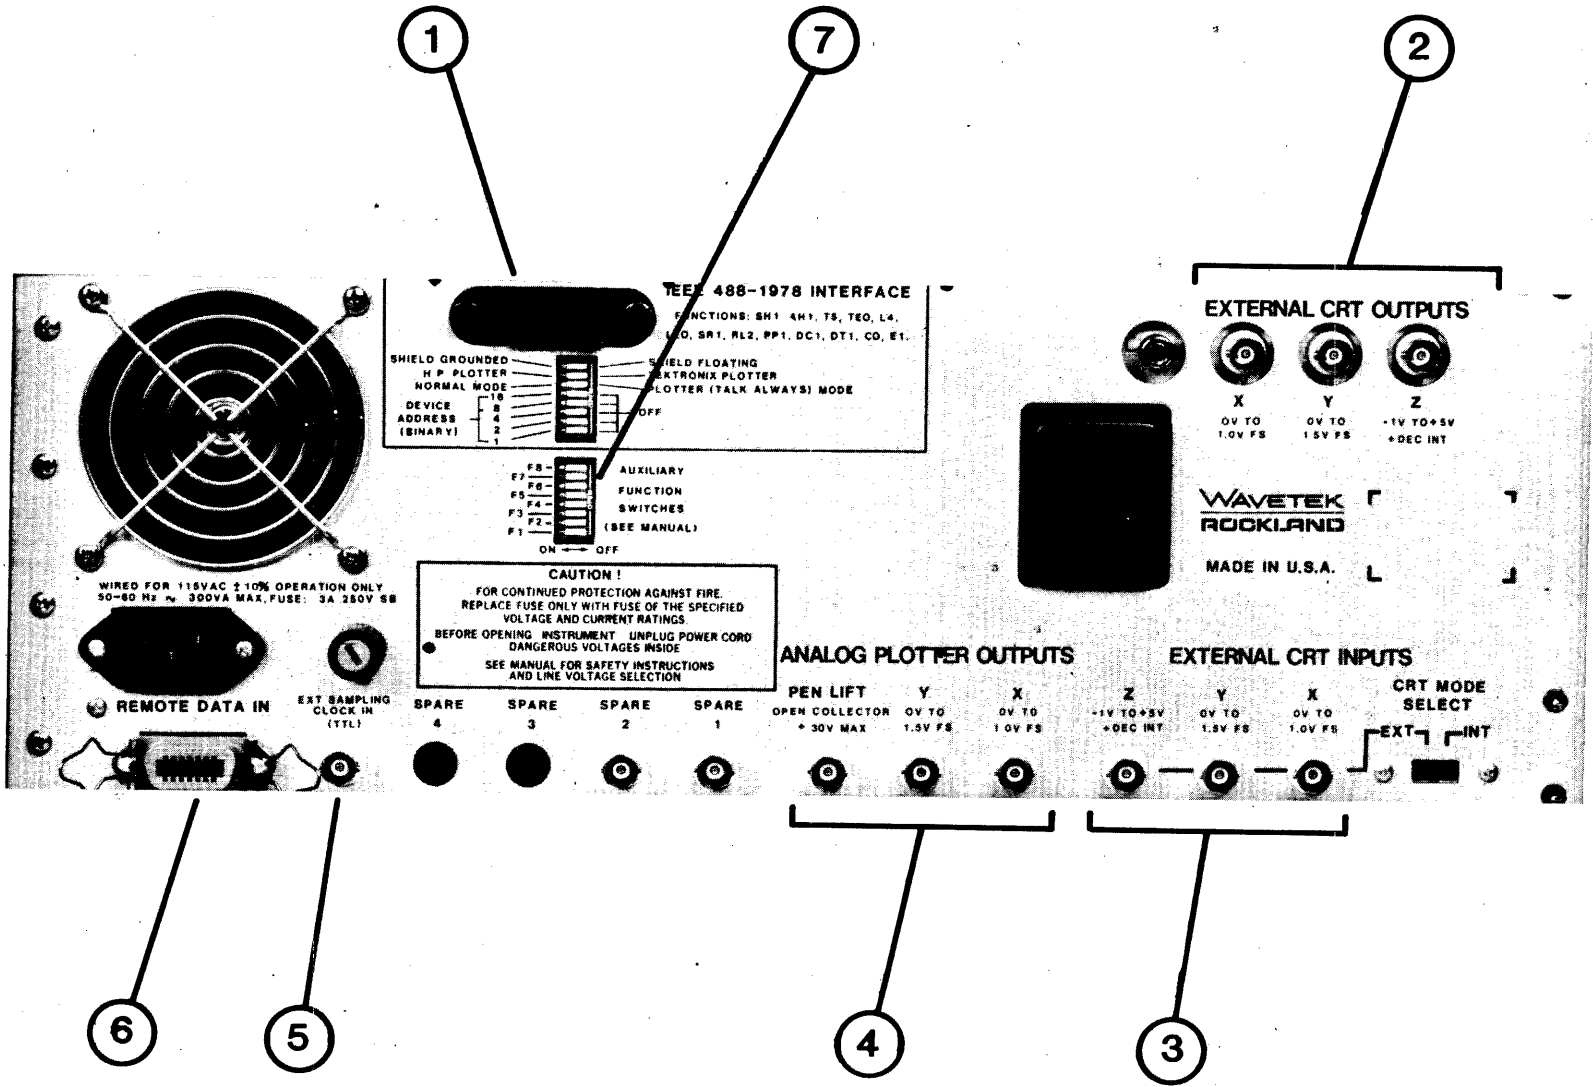 1
7
2
IEEE 488-1978 INTERFACE
FUNCTIONS: SH1 AH1, T5, TEO, L4,
LEO, SR1, RL2, PP1, DC1, DT1, CO, E1.
SHIELD GROUNDED
H P PLOTTER
NORMAL MODE
SHIELD FLOATING
TEKTRONIX PLOTTER
PLOTTER (TALK ALWAYS) MODE
DEVICE
ADDRESS
(BINARY)
16
8
4
2
1
OFF
F8
F7
F6
F5
F4
F3
F2
F1
AUXILIARY
FUNCTION
SWITCHES
(SEE MANUAL)
ON OFF
EXTERNAL CRT OUTPUTS
X
Y
Z
0V TO
1.0V FS
0V TO
1.5V FS
-1V TO+5V
+DEC INT
WAVETEK
ROCKLAND
MADE IN U.S.A.
WIRED FOR 115VAC ±10% OPERATION ONLY
50-60 Hz ~ 300VA MAX, FUSE: 3A 250V SB
CAUTION !
FOR CONTINUED PROTECTION AGAINST FIRE.
REPLACE FUSE ONLY WITH FUSE OF THE SPECIFIED
VOLTAGE AND CURRENT RATINGS.
BEFORE OPENING INSTRUMENT UNPLUG POWER CORD
DANGEROUS VOLTAGES INSIDE
SEE MANUAL FOR SAFETY INSTRUCTIONS
AND LINE VOLTAGE SELECTION
REMOTE DATA IN
EXT SAMPLING
CLOCK IN
(TTL)
SPARE
4
SPARE
3
SPARE
2
SPARE
1
ANALOG PLOTTER OUTPUTS
PEN LIFT
OPEN COLLECTOR
+ 30V MAX
Y
0V TO
1.5V FS
X
0V TO
1.0V FS
EXTERNAL CRT INPUTS
Z
-1V TO+5V
+DEC INT
Y
0V TO
1.5V FS
X
0V TO
1.0V FS
CRT MODE
SELECT
EXT
INT
6
5
4
3